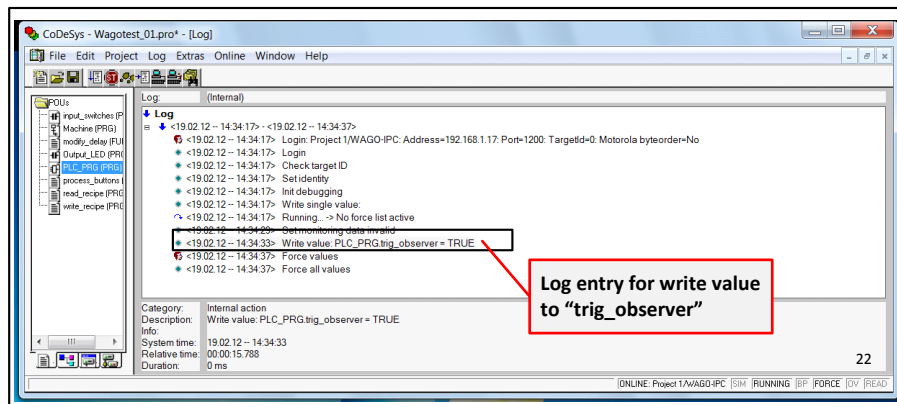 CoDeSys - Wagotest_01.pro* - [Log]
File Edit Project Log Extras Online Window Help
POUs
input_switches (P
Machine (PRG)
modify_delay (FUI
Output_LED (PR
PLC_PRG (PRG)
process_buttons (
read_recipe (PRG
write_recipe (PRG
Log: (Internal)
Log
<19.02.12 -- 14:34:17> - <19.02.12 -- 14:34:37>
<19.02.12 -- 14:34:17> Login: Project 1/WAGO-IPC: Address=192.168.1.17: Port=1200: TargetId=0: Motorola byteorder=No
<19.02.12 -- 14:34:17> Login
<19.02.12 -- 14:34:17> Check target ID
<19.02.12 -- 14:34:17> Set identity
<19.02.12 -- 14:34:17> Init debugging
<19.02.12 -- 14:34:17> Write single value:
<19.02.12 -- 14:34:17> Running... -> No force list active
<19.02.12 -- 14:34:29> Set monitoring data invalid
<19.02.12 -- 14:34:33> Write value: PLC_PRG.trig_observer = TRUE
<19.02.12 -- 14:34:37> Force values
<19.02.12 -- 14:34:37> Force all values
Log entry for write value
to “trig_observer”
Category: Internal action
Description: Write value: PLC_PRG.trig_observer = TRUE
Info:
System time: 19.02.12 -- 14:34:33
Relative time: 00:00:15.788
Duration: 0 ms
22
ONLINE: Project 1/WAGO-IPC SIM RUNNING BP FORCE OV READ